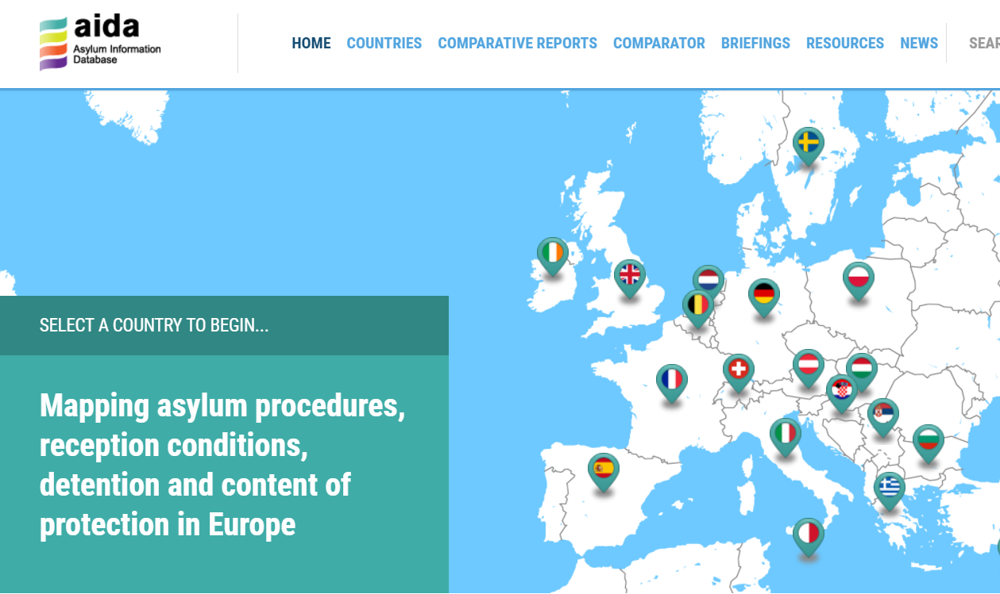 aida
Asylum Information
Database
HOME COUNTRIES COMPARATIVE REPORTS COMPARATOR BRIEFINGS RESOURCES NEWS SEAR
SELECT A COUNTRY TO BEGIN...
Mapping asylum procedures,
reception conditions,
detention and content of
protection in Europe